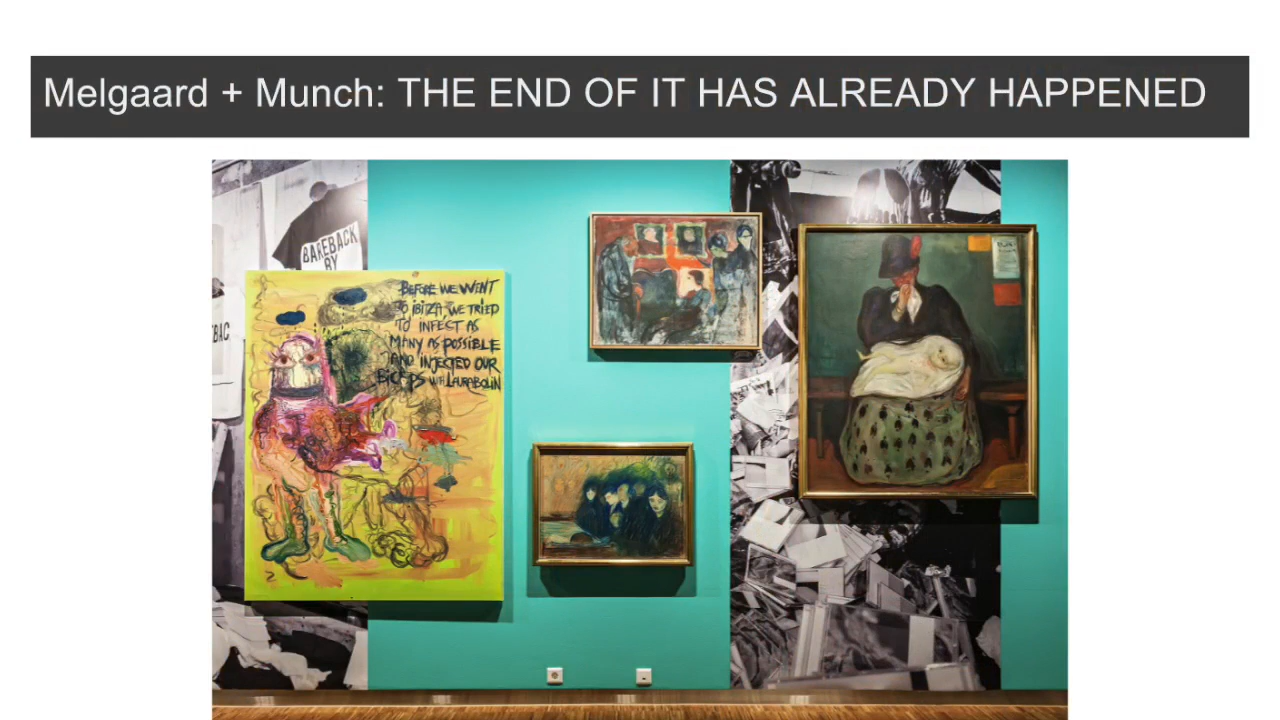 Melgaard + Munch: THE END OF IT HAS ALREADY HAPPENED
BAREBACK
BY
BAC
BEFORE WE WENT
TO IBIZA WE TRIED
TO INFECT AS
MANY AS POSSIBLE
AND INJECTED OUR
BICEPS WITH LAURABOLIN